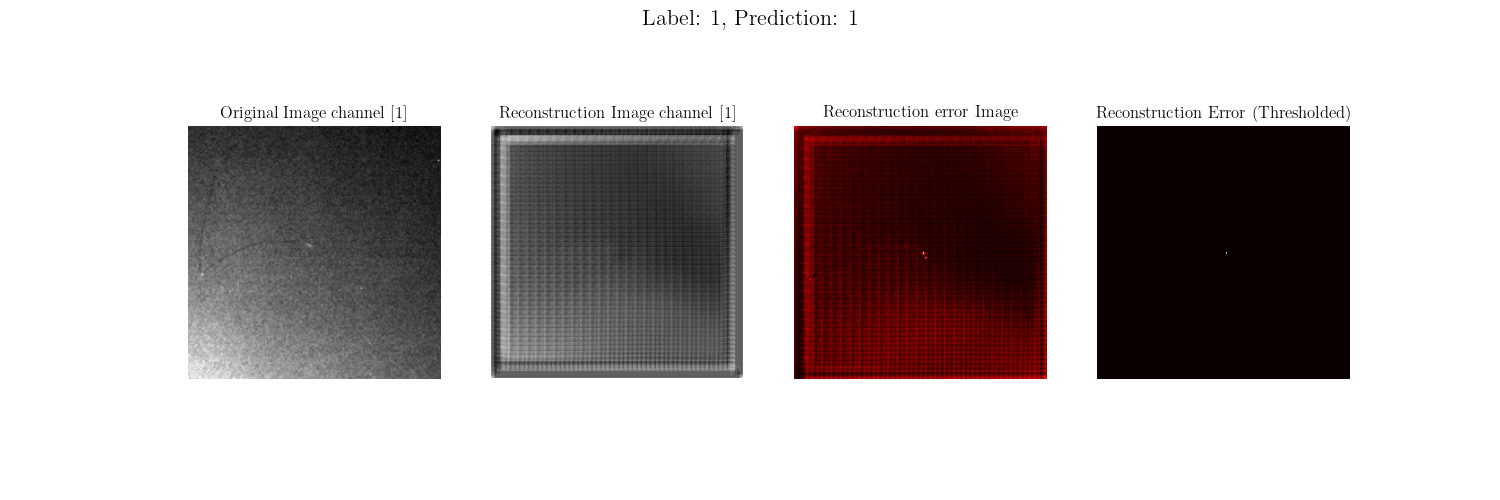 Label: 1, Prediction: 1
Original Image channel [1]
Reconstruction Image channel [1]
Reconstruction error Image
Reconstruction Error (Thresholded)